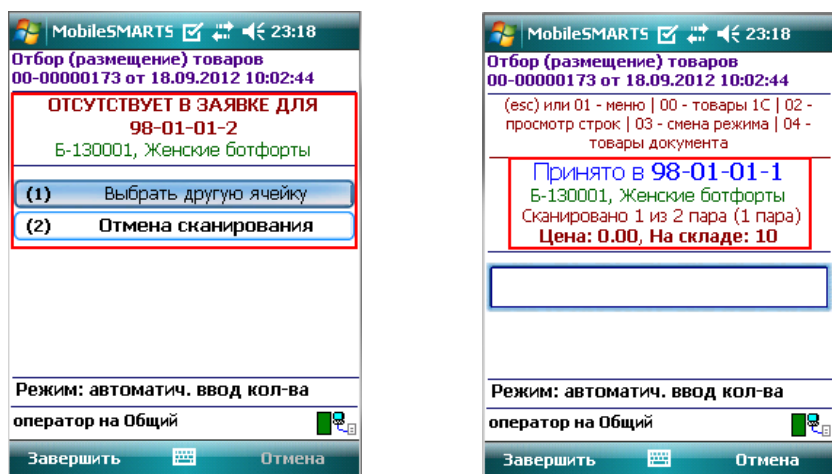 MobileSMARTS 23:18
Отбор (размещение) товаров
00-00000173 от 18.09.2012 10:02:44
ОТСУТСТВУЕТ В ЗАЯВКЕ ДЛЯ
98-01-01-2
Б-130001, Женские ботфорты
(1) Выбрать другую ячейку
(2) Отмена сканирования
Режим: автоматич. ввод кол-ва
оператор на Общий
Завершить Отмена
MobileSMARTS 23:18
Отбор (размещение) товаров
00-00000173 от 18.09.2012 10:02:44
(esc) или 01 - меню | 00 - товары 1С | 02 -
просмотр строк | 03 - смена режима | 04 -
товары документа
Принято в 98-01-01-1
Б-130001, Женские ботфорты
Сканировано 1 из 2 пара (1 пара)
Цена: 0.00, На складе: 10
Режим: автоматич. ввод кол-ва
оператор на Общий
Завершить Отмена